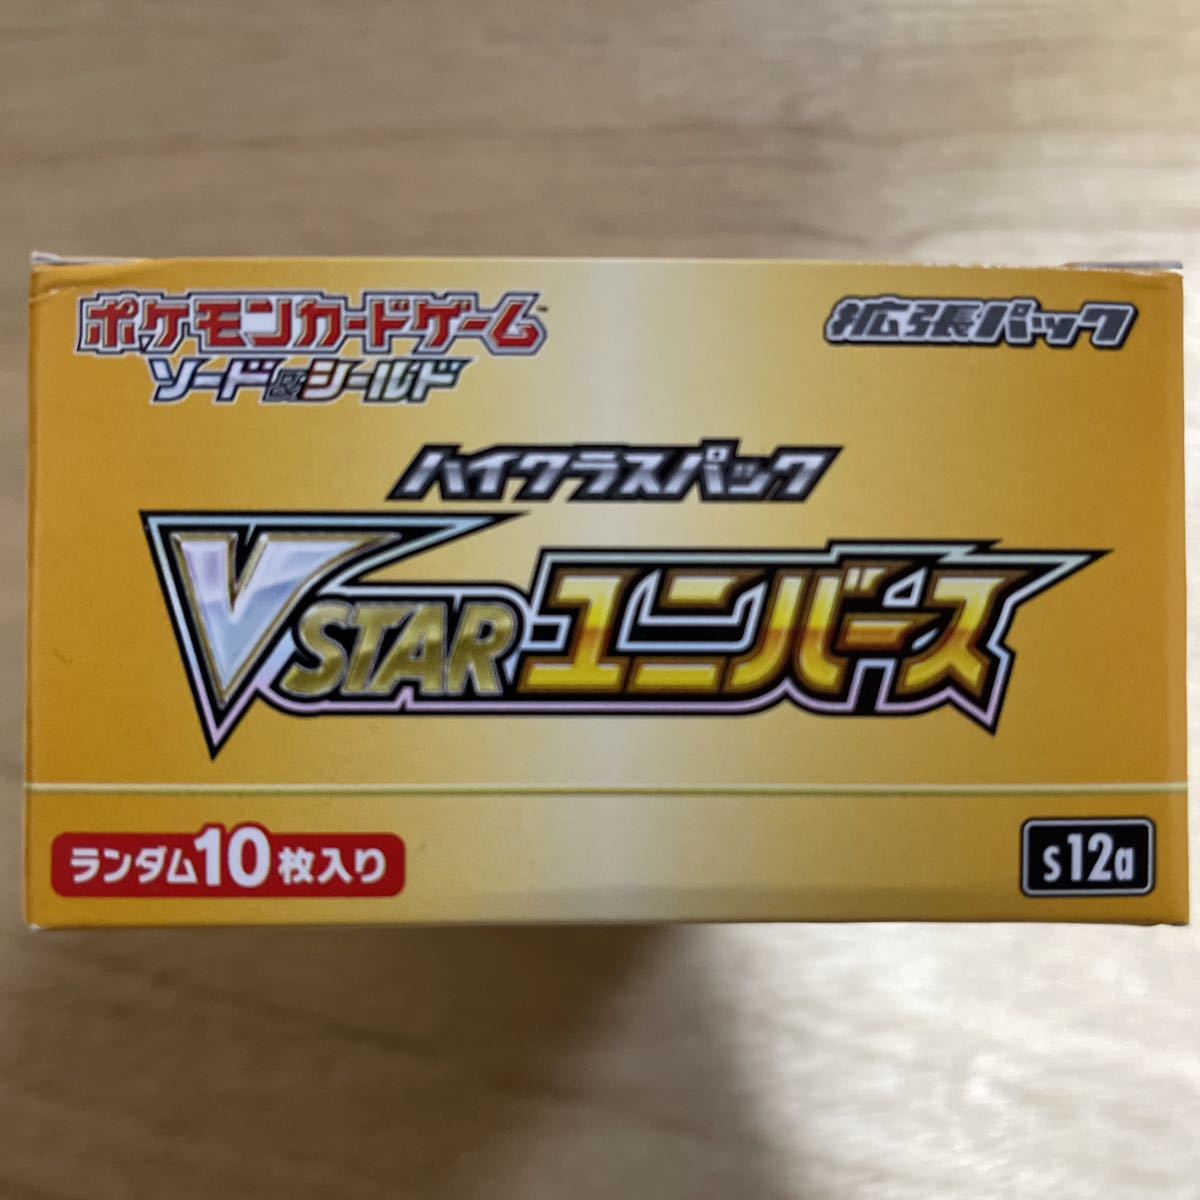 ポケモンカードゲーム™
ソード&シールド
拡張パック
ハイクラスパック
VSTARユニバース
ランダム10枚入り
s12a